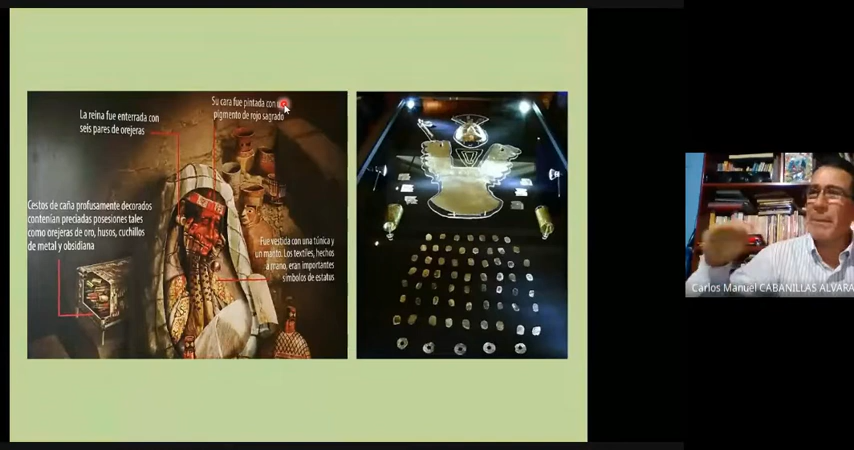 Su cara fue pintada con
pigmento de rojo sagrado
La reina fue enterrada con
seis pares de orejeras
Cestos de caña profusamente decorados
contenían preciadas posesiones tales
como orejeras de oro, husos, cuchillos
de metal y obsidiana
Fue vestida con una túnica y
un manto. Los textiles, hechos
a mano, eran importantes
símbolos de estatus
Carlos Manuel CABANILLAS ALVARA